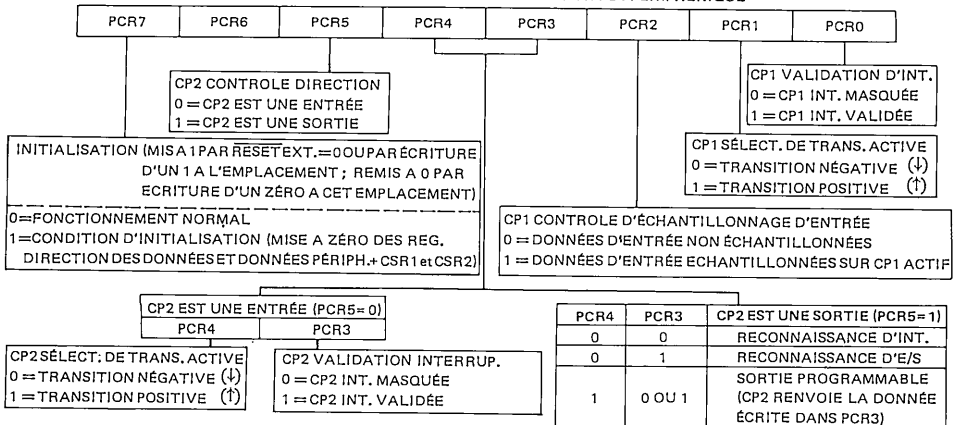 PCR7 PCR6 PCR5 PCR4 PCR3 PCR2 PCR1 PCR0
CP2 CONTROLE DIRECTION
0 = CP2 EST UNE ENTRÉE
1 = CP2 EST UNE SORTIE
CP1 VALIDATION D'INT.
0 = CP1 INT. MASQUÉE
1 = CP1 INT. VALIDÉE
INITIALISATION (MIS A 1 PAR RESET EXT.=0 OU PAR ÉCRITURE
D'UN 1 A L'EMPLACEMENT ; REMIS A 0 PAR
ECRITURE D'UN ZÉRO A CET EMPLACEMENT)
0=FONCTIONNEMENT NORMAL
1=CONDITION D'INITIALISATION (MISE A ZÉRO DES REG.
DIRECTION DES DONNÉES ET DONNÉES PÉRIPH.+ CSR1 et CSR2)
CP1 SÉLECT. DE TRANS. ACTIVE
0 = TRANSITION NÉGATIVE (↓)
1 = TRANSITION POSITIVE (↑)
CP1 CONTROLE D'ÉCHANTILLONNAGE D'ENTRÉE
0 = DONNÉES D'ENTRÉE NON ÉCHANTILLONNÉES
1 = DONNÉES D'ENTRÉE ECHANTILLONNÉES SUR CP1 ACTIF
CP2 EST UNE ENTRÉE (PCR5= 0)
PCR4 PCR3
CP2 SÉLECT. DE TRANS. ACTIVE
0 = TRANSITION NÉGATIVE (↓)
1 = TRANSITION POSITIVE (↑)
CP2 VALIDATION INTERRUP.
0 = CP2 INT. MASQUÉE
1 = CP2 INT. VALIDÉE
PCR4 PCR3 CP2 EST UNE SORTIE (PCR5= 1)
0 0 RECONNAISSANCE D'INT.
0 1 RECONNAISSANCE D'E/S
1 0 OU 1 SORTIE PROGRAMMABLE
(CP2 RENVOIE LA DONNÉE
ÉCRITE DANS PCR3)